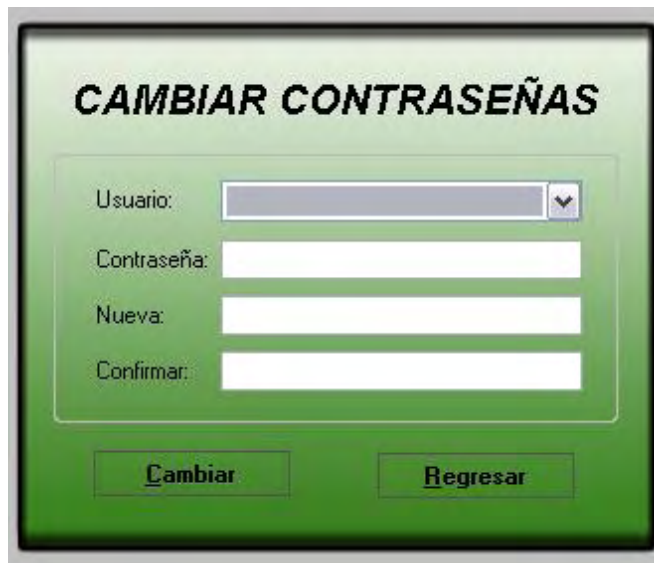 CAMBIAR CONTRASEÑAS
Usuario:
Contraseña:
Nueva:
Confirmar:
Cambiar Regresar